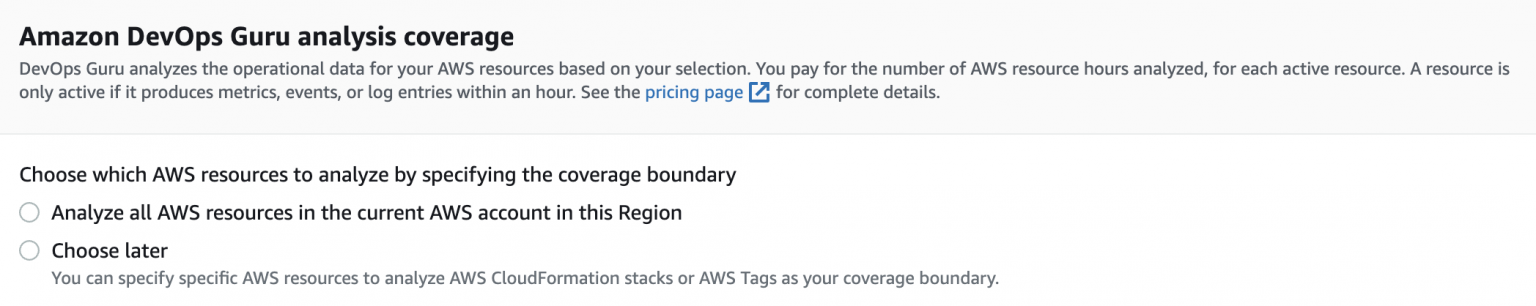 Amazon DevOps Guru analysis coverage
DevOps Guru analyzes the operational data for your AWS resources based on your selection. You pay for the number of AWS resource hours analyzed, for each active resource. A resource is
only active if it produces metrics, events, or log entries within an hour. See the pricing page for complete details.
Choose which AWS resources to analyze by specifying the coverage boundary
Analyze all AWS resources in the current AWS account in this Region
Choose later
You can specify specific AWS resources to analyze AWS CloudFormation stacks or AWS Tags as your coverage boundary.